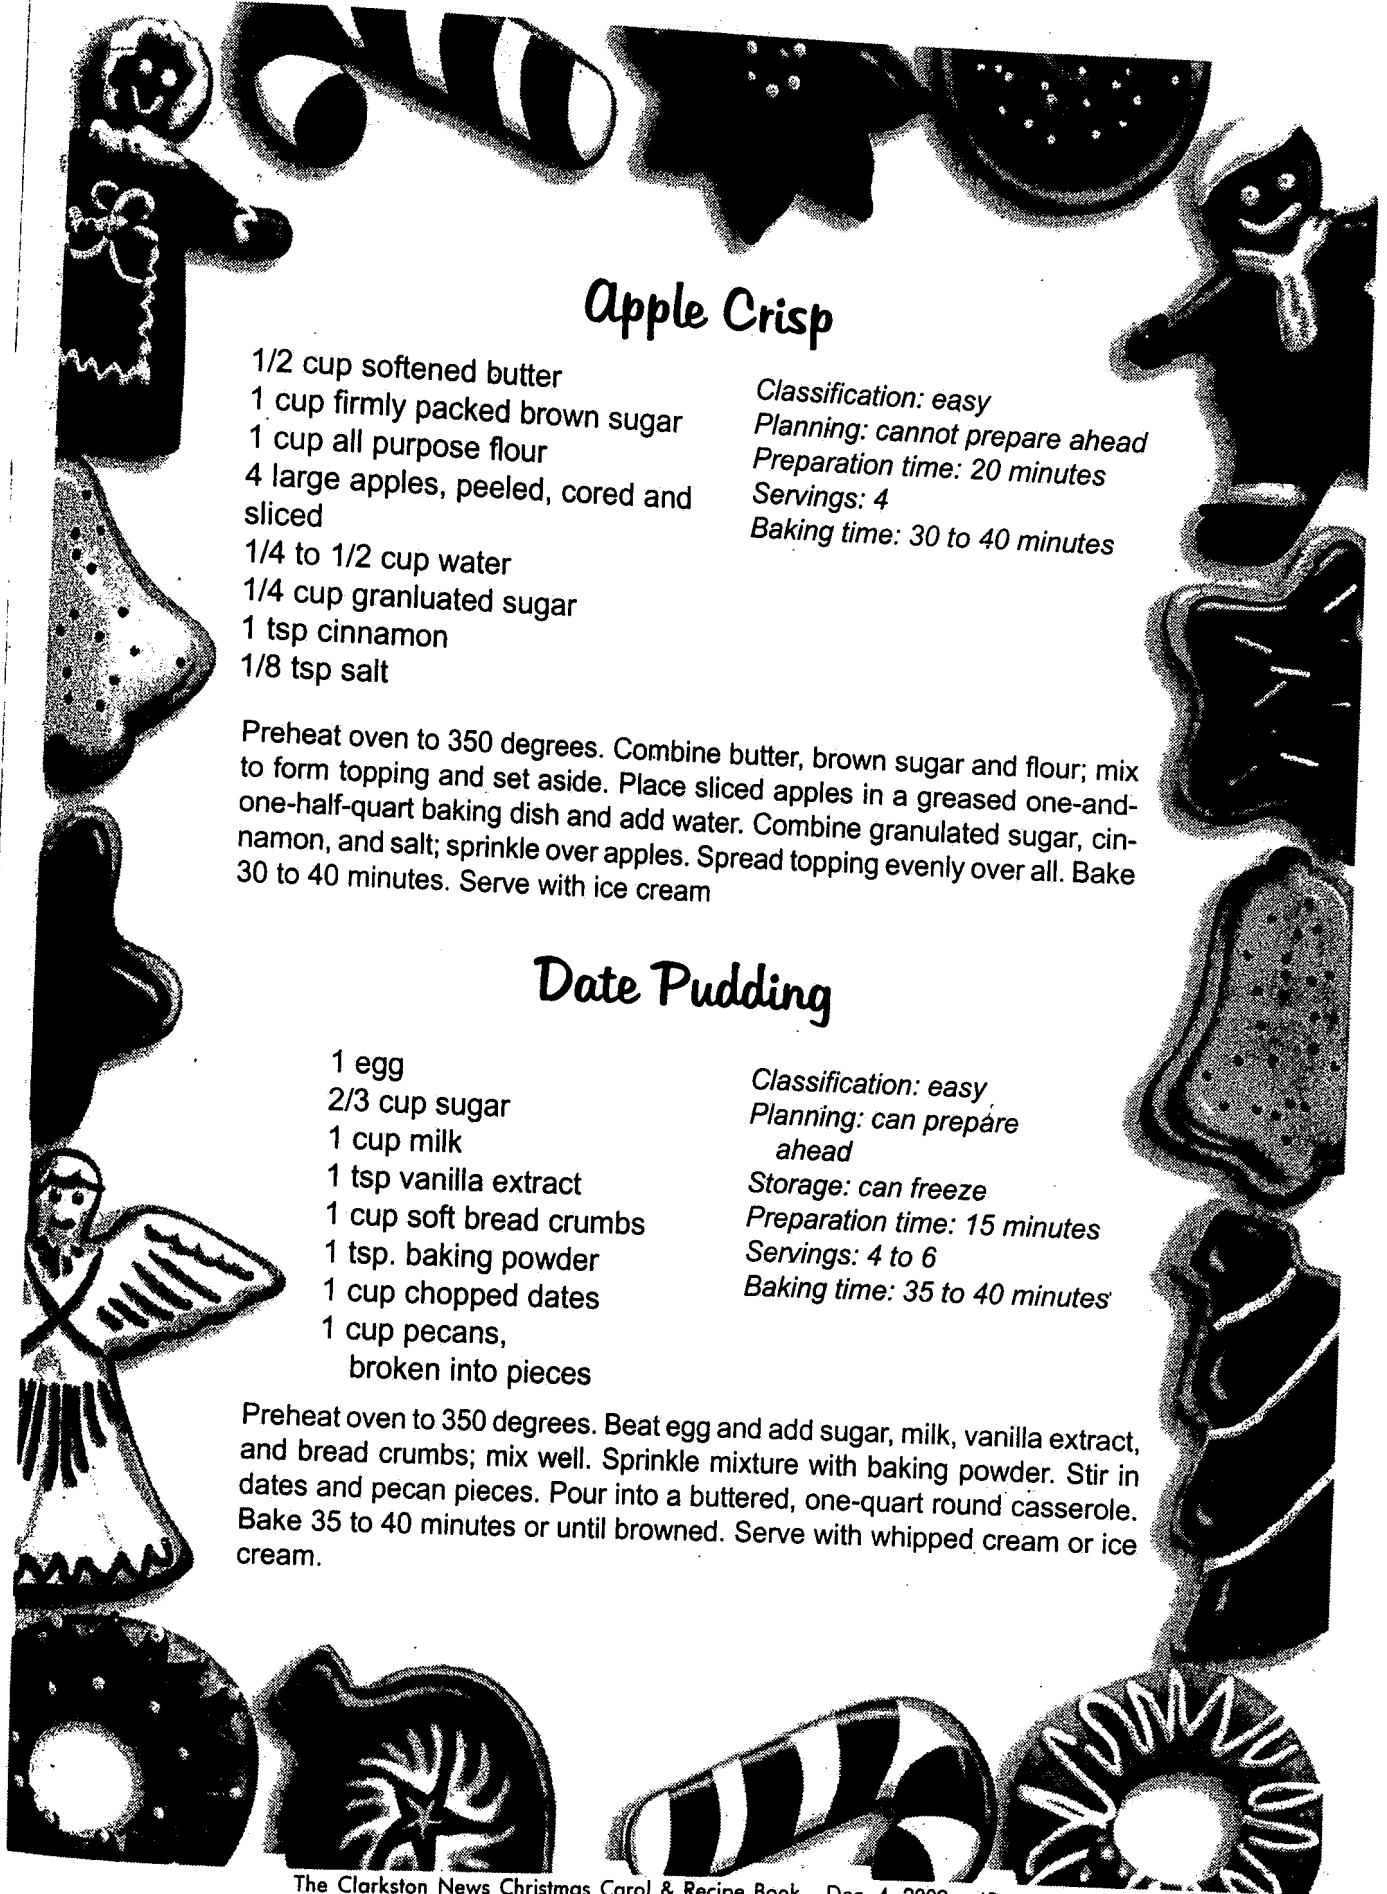 Apple Crisp
1/2 cup softened butter
1 cup firmly packed brown sugar
1 cup all purpose flour
4 large apples, peeled, cored and
sliced
1/4 to 1/2 cup water
1/4 cup granluated sugar
1 tsp cinnamon
1/8 tsp salt
Classification: easy
Planning: cannot prepare ahead
Preparation time: 20 minutes
Servings: 4
Baking time: 30 to 40 minutes
Preheat oven to 350 degrees. Combine butter, brown sugar and flour; mix
to form topping and set aside. Place sliced apples in a greased one-and-
one-half-quart baking dish and add water. Combine granulated sugar, cin-
namon, and salt; sprinkle over apples. Spread topping evenly over all. Bake
30 to 40 minutes. Serve with ice cream
Date Pudding
1 egg
2/3 cup sugar
1 cup milk
1 tsp vanilla extract
1 cup soft bread crumbs
1 tsp. baking powder
1 cup chopped dates
1 cup pecans,
broken into pieces
Classification: easy
Planning: can prepare
ahead
Storage: can freeze
Preparation time: 15 minutes
Servings: 4 to 6
Baking time: 35 to 40 minutes
Preheat oven to 350 degrees. Beat egg and add sugar, milk, vanilla extract,
and bread crumbs; mix well. Sprinkle mixture with baking powder. Stir in
dates and pecan pieces. Pour into a buttered, one-quart round casserole.
Bake 35 to 40 minutes or until browned. Serve with whipped cream or ice
cream.
The Clarkston News Christmas Carol & Recipe Book Dec. 4,